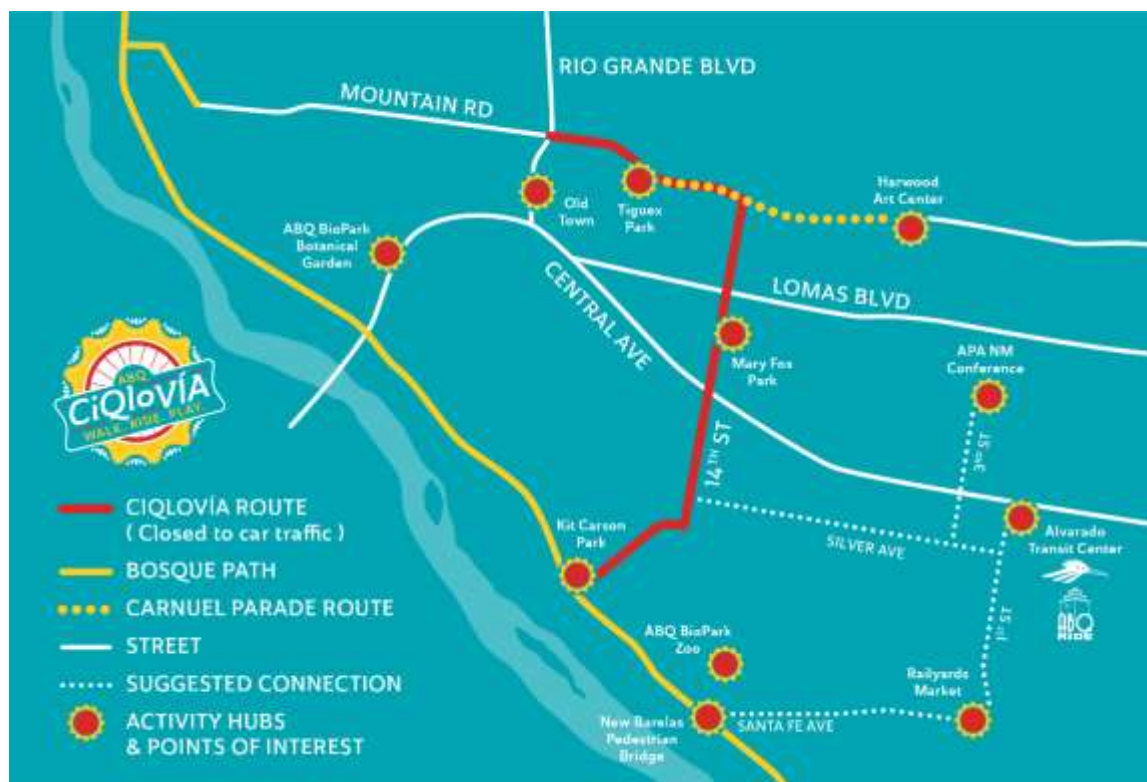 RIO GRANDE BLVD
MOUNTAIN RD
Old
Town
Tiguex
Park
Harwood
Art Center
ABQ BioPark
Botanical
Garden
CENTRAL AVE
LOMAS BLVD
Mary Fox
Park
APA NM
Conference
ABQ
CiQloVÍA
WALK. RIDE. PLAY
14TH ST
CIQLOVÍA ROUTE
( Closed to car traffic )
Kit Carson
Park
SILVER AVE
Alvarado
Transit Center
BOSQUE PATH
CARNUEL PARADE ROUTE
1ST ST
ABQ
RIDE
STREET
ABQ BioPark
Zoo
SUGGESTED CONNECTION
Railyards
Market
ACTIVITY HUBS
& POINTS OF INTEREST
New Barelas
Pedestrian
Bridge
SANTA FE AVE